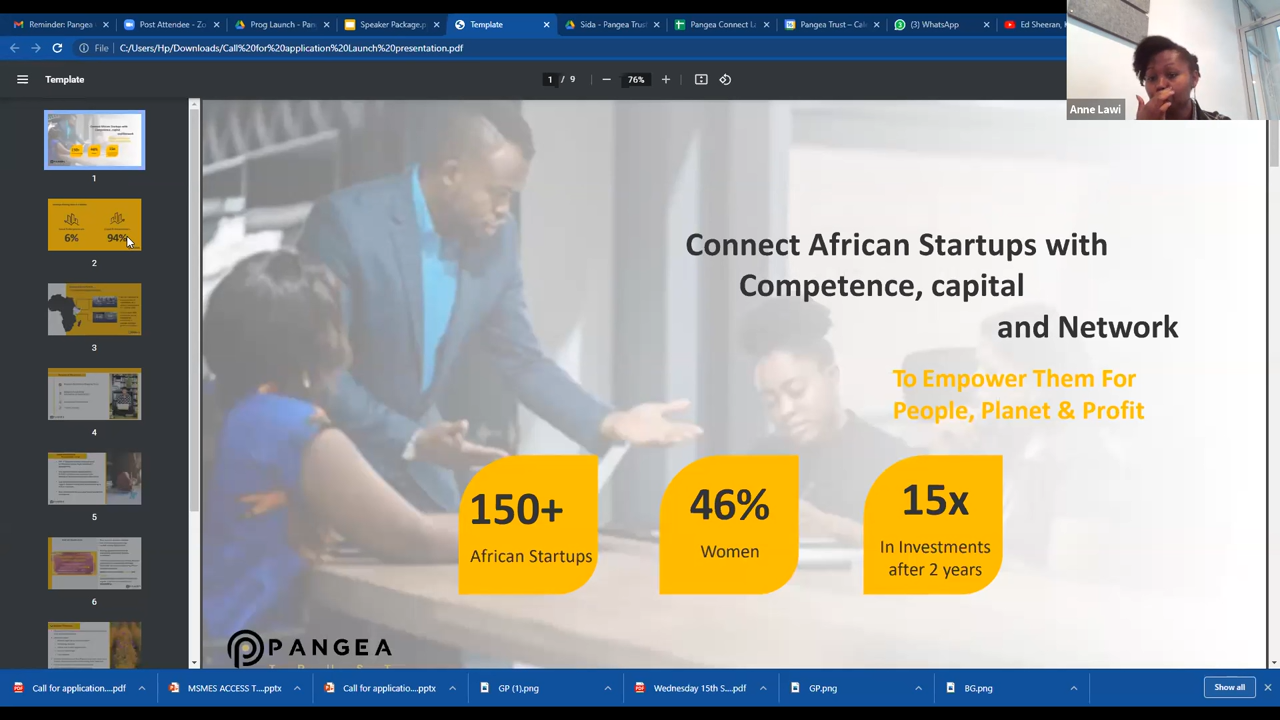 Reminder: Pangea
Post Attendee - Zo
Prog Launch - Pan
Speaker Package.p
Template
Sida - Pangea Trust
Pangea Connect La
Pangea Trust – Cale
(3) WhatsApp
Ed Sheeran,
File C:/Users/Hp/Downloads/Call%20for%20application%20Launch%20presentation.pdf
Template
1 / 9
76%
Anne Lawi
1
6% 94%
2
3
4
5
6
Connect African Startups with
Competence, capital
and Network
To Empower Them For
People, Planet & Profit
150+
African Startups
46%
Women
15x
In Investments
after 2 years
PANGEA
TRUST
Call for application....pdf
MSMES ACCESS T....pptx
Call for applicatio....pptx
GP (1).png
Wednesday 15th S....pdf
GP.png
BG.png
Show all